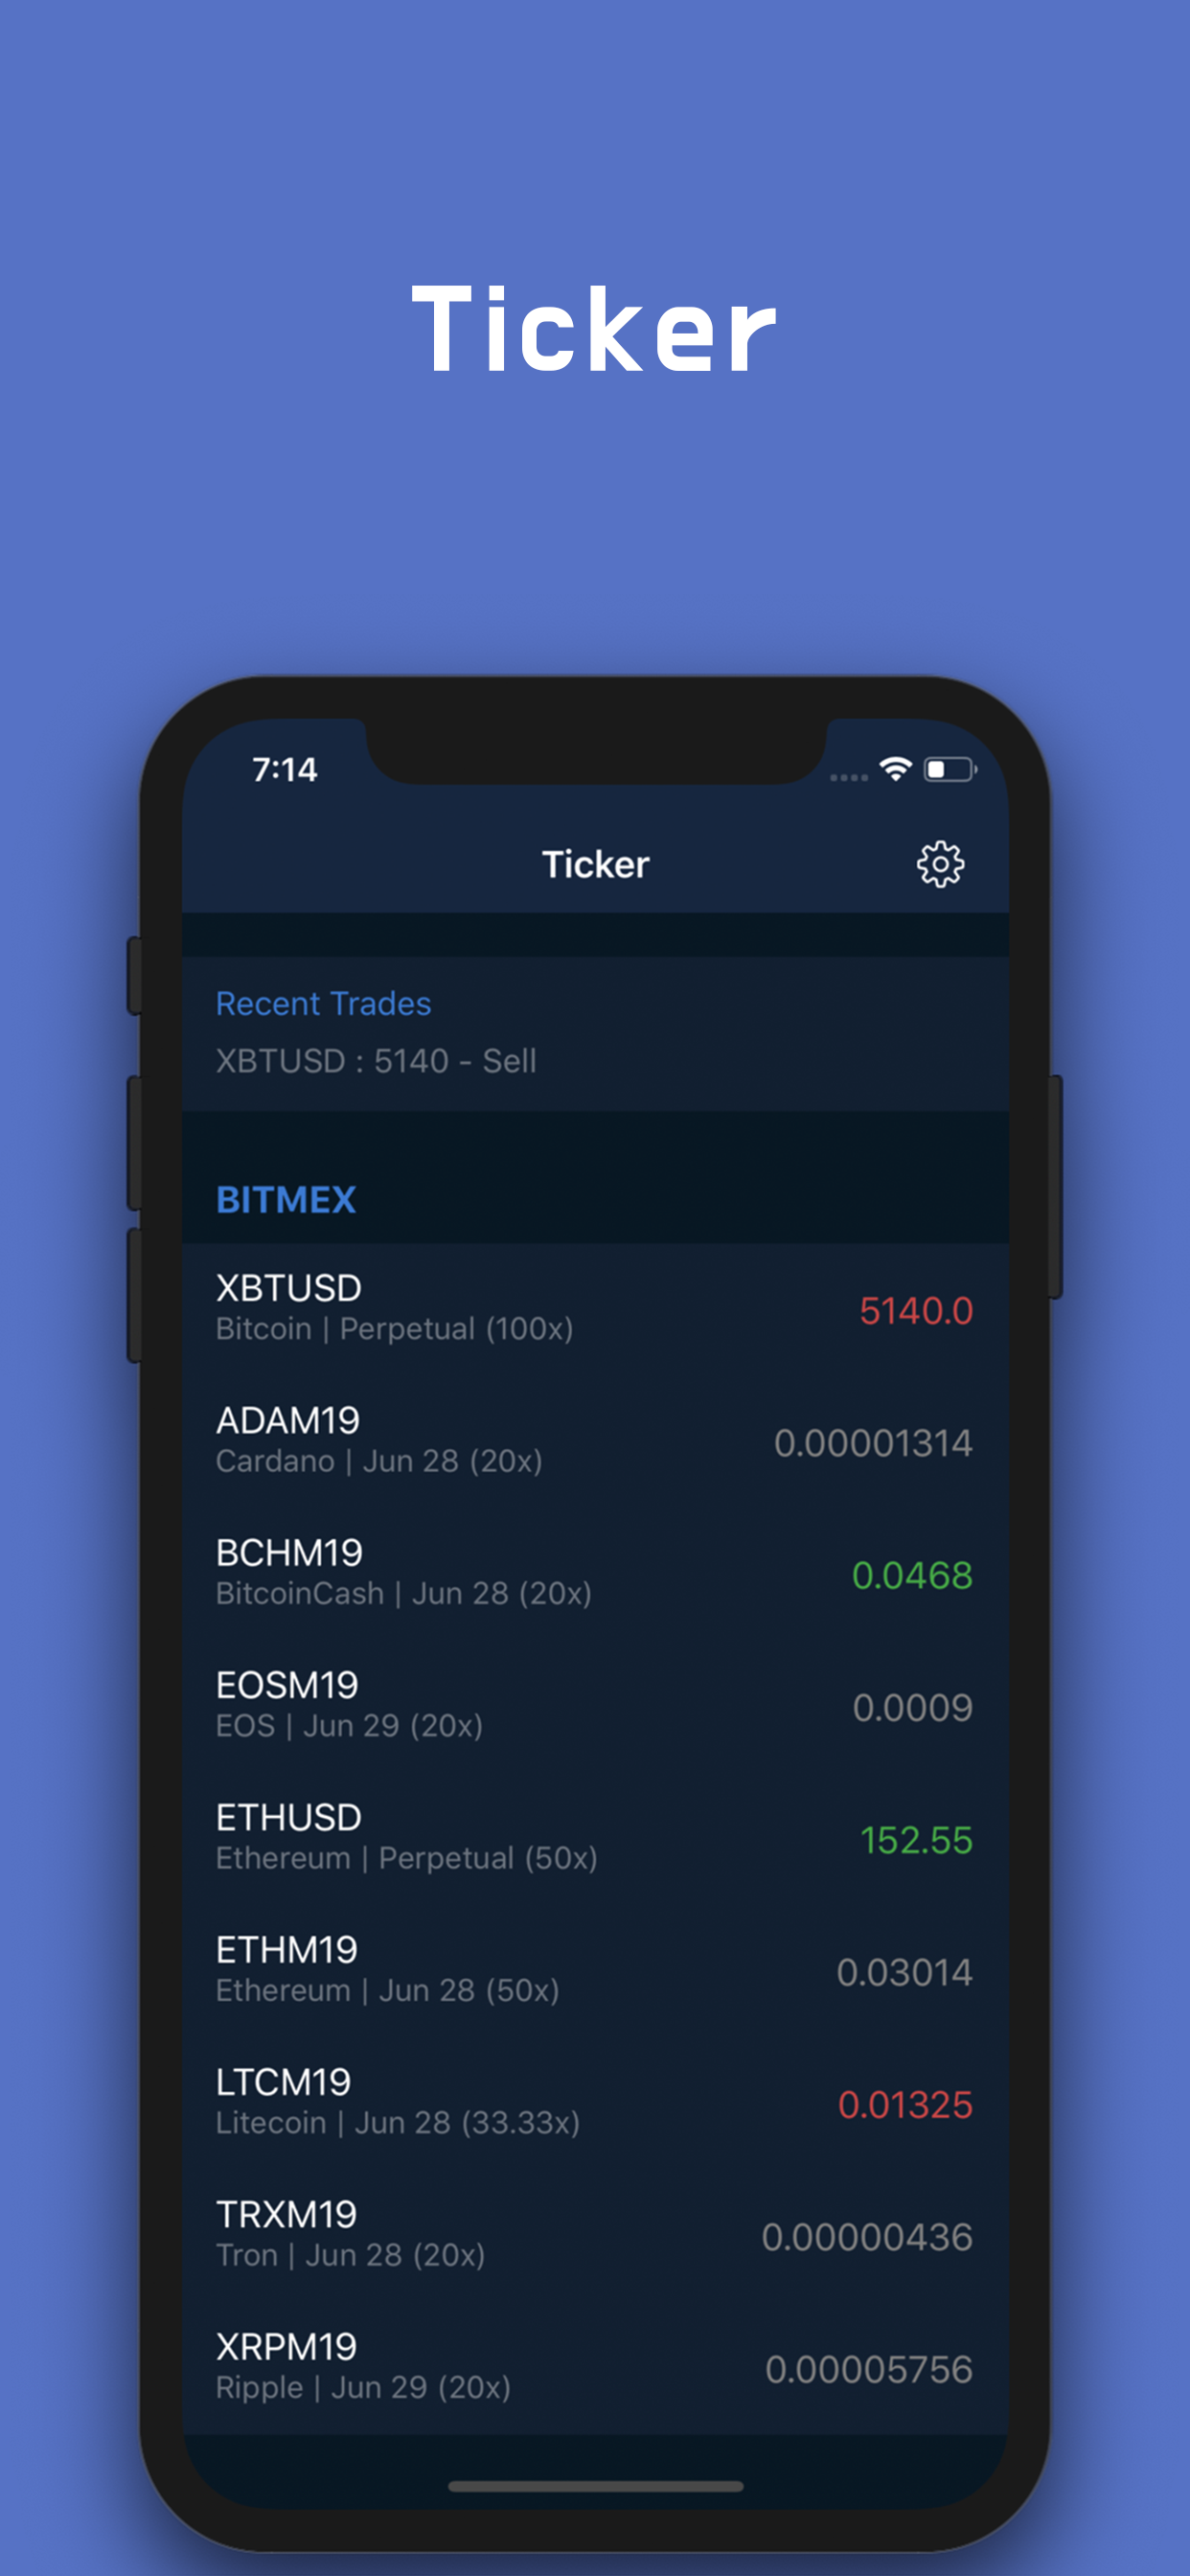 Ticker
7:14
Ticker
Recent Trades
XBTUSD : 5140 - Sell
BITMEX
XBTUSD
Bitcoin | Perpetual (100x)
5140.0
ADAM19
Cardano | Jun 28 (20x)
0.00001314
BCHM19
BitcoinCash | Jun 28 (20x)
0.0468
EOSM19
EOS | Jun 29 (20x)
0.0009
ETHUSD
Ethereum | Perpetual (50x)
152.55
ETHM19
Ethereum | Jun 28 (50x)
0.03014
LTCM19
Litecoin | Jun 28 (33.33x)
0.01325
TRXM19
Tron | Jun 28 (20x)
0.00000436
XRPM19
Ripple | Jun 29 (20x)
0.00005756